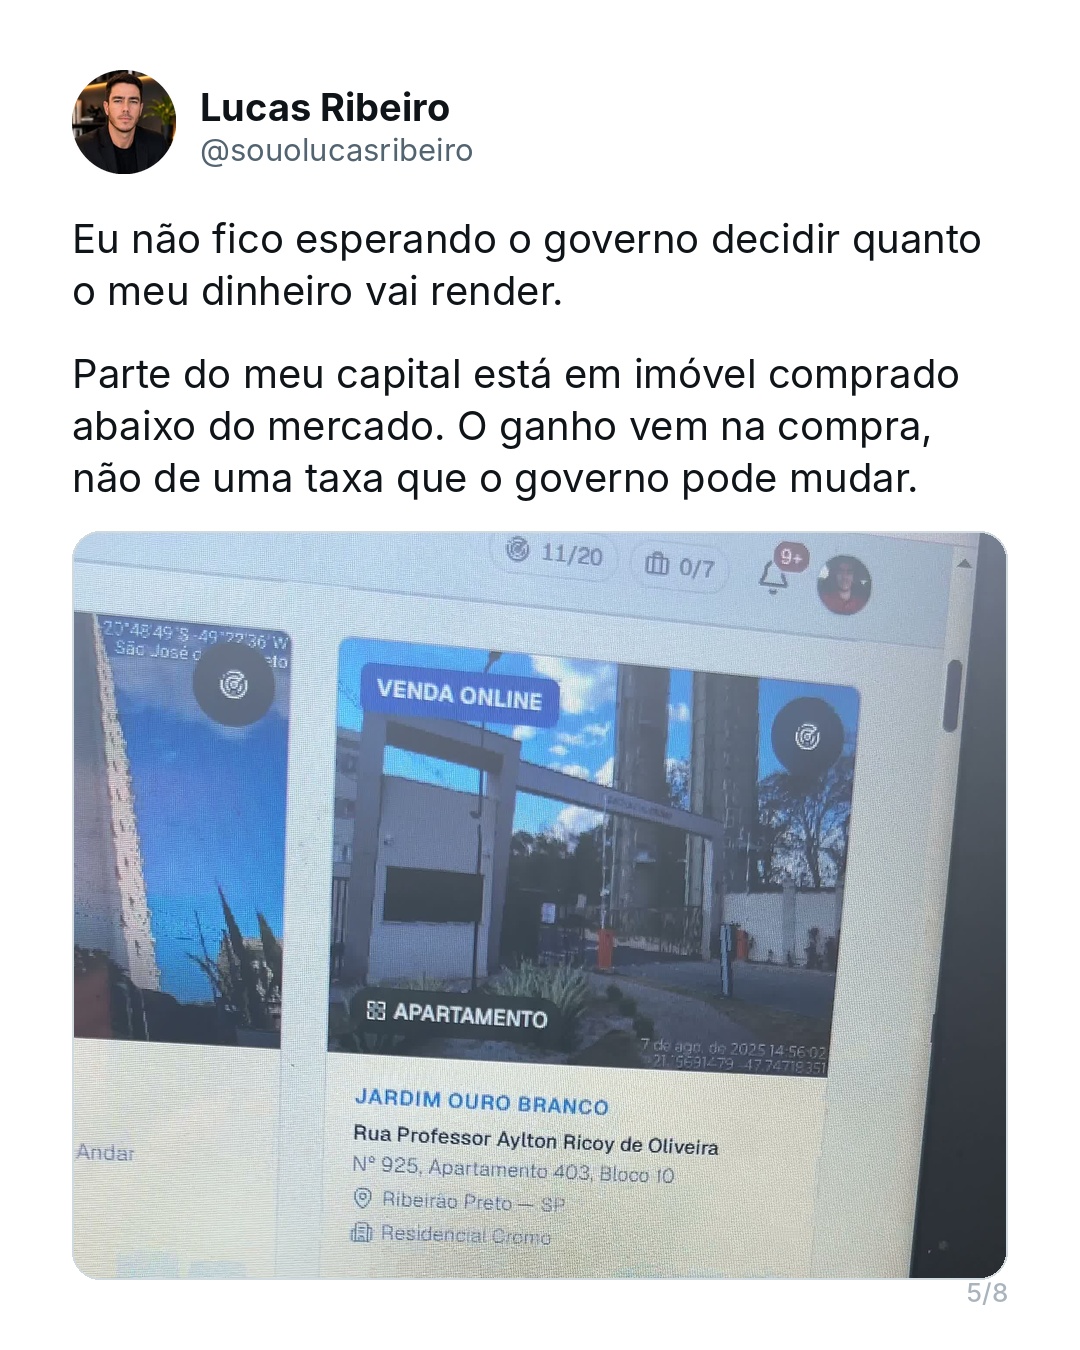 Lucas Ribeiro
@souolucasribeiro
Eu não fico esperando o governo decidir quanto
o meu dinheiro vai render.
Parte do meu capital está em imóvel comprado
abaixo do mercado. O ganho vem na compra,
não de uma taxa que o governo pode mudar.
11/20
0/7
9+
São José
VENDA ONLINE
APARTAMENTO
7 de ago. de 2025 14:56:02
JARDIM OURO BRANCO
Rua Professor Aylton Ricoy de Oliveira
Nº 925, Apartamento 403, Bloco 10
Ribeirão Preto — SP
Residencial Cromo
Andar
5/8